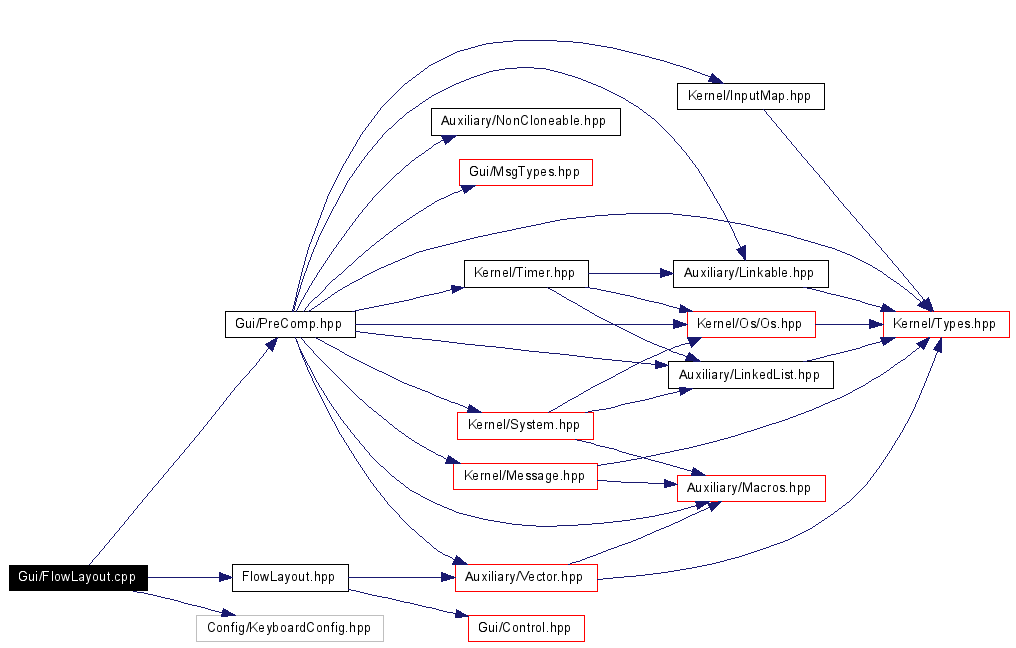 Kernel/InputMap.hpp
Auxiliary/NonCloneable.hpp
Gui/MsgTypes.hpp
Kernel/Timer.hpp
Auxiliary/Linkable.hpp
Gui/PreComp.hpp
Kernel/Os/Os.hpp
Kernel/Types.hpp
Auxiliary/LinkedList.hpp
Kernel/System.hpp
Kernel/Message.hpp
Auxiliary/Macros.hpp
Gui/FlowLayout.cpp
FlowLayout.hpp
Auxiliary/Vector.hpp
Config/KeyboardConfig.hpp
Gui/Control.hpp